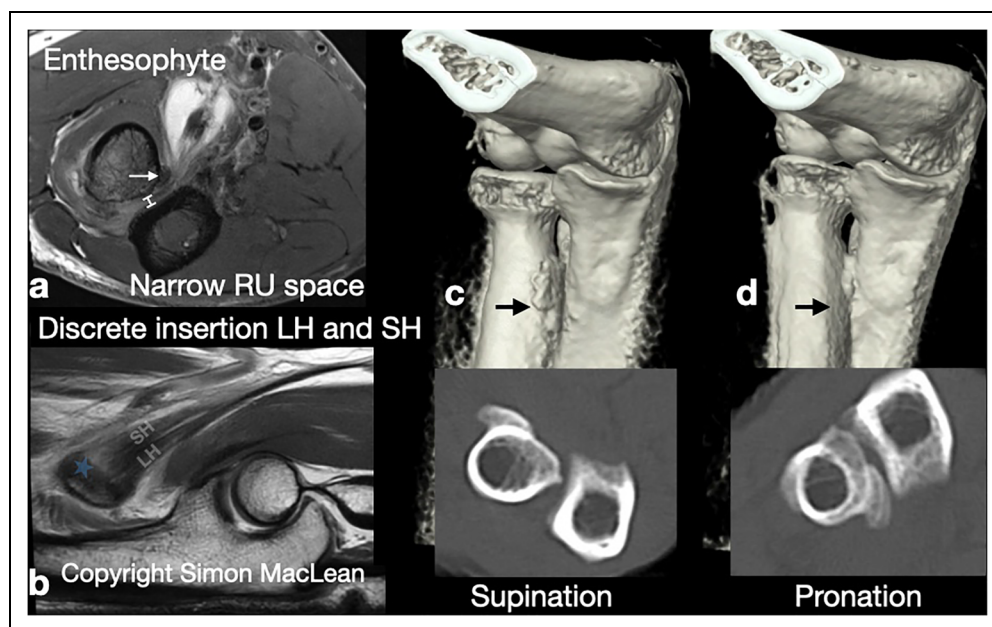 Enthesophyte
a
Narrow RU space
Discrete insertion LH and SH
SH
LH
b
Copyright Simon MacLean
c
Supination
d
Pronation